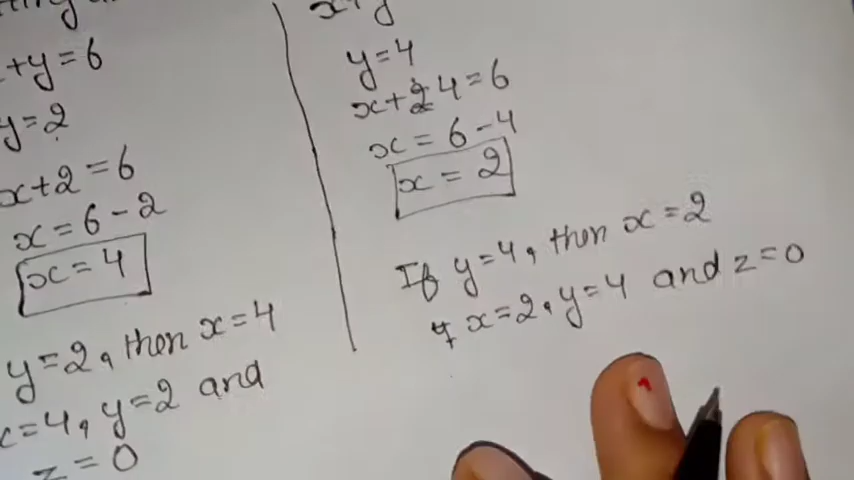 +y=6
y=2
x+2=6
x=6-2
x=4
y=2, then x=4
x=4, y=2 and
z=0
x+y
y=4
x+4=6
x=6-4
x=2
If y=4, then x=2
x=2, y=4 and z=0